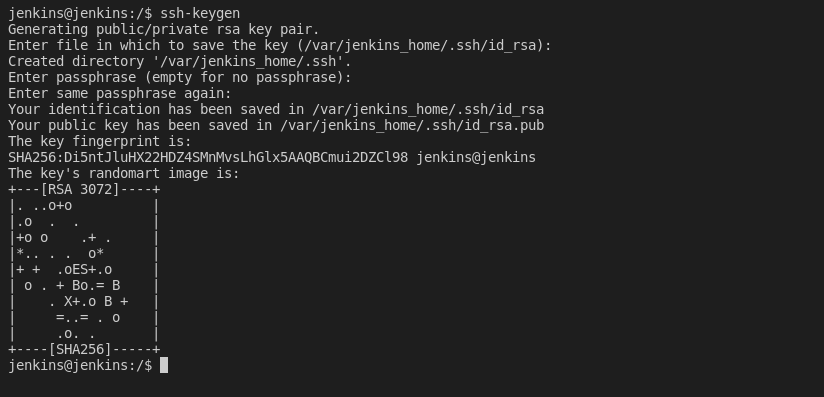 jenkins@jenkins:/$ ssh-keygen
Generating public/private rsa key pair.
Enter file in which to save the key (/var/jenkins_home/.ssh/id_rsa):
Created directory '/var/jenkins_home/.ssh'.
Enter passphrase (empty for no passphrase):
Enter same passphrase again:
Your identification has been saved in /var/jenkins_home/.ssh/id_rsa
Your public key has been saved in /var/jenkins_home/.ssh/id_rsa.pub
The key fingerprint is:
SHA256:Di5ntJluHX22HDZ4SMnMvsLhGlx5AAQBCmui2DZCl98 jenkins@jenkins
The key's randomart image is:
+---[RSA 3072]----+
|. ..o+o          |
|.o  .  .         |
|+o o    .+ .     |
|*.. . .  o*      |
|+ +  .oES+.o     |
| o . + Bo.= B    |
|    . X+.o B +   |
|     =..= . o    |
|     .o. .       |
+----[SHA256]-----+
jenkins@jenkins:/$